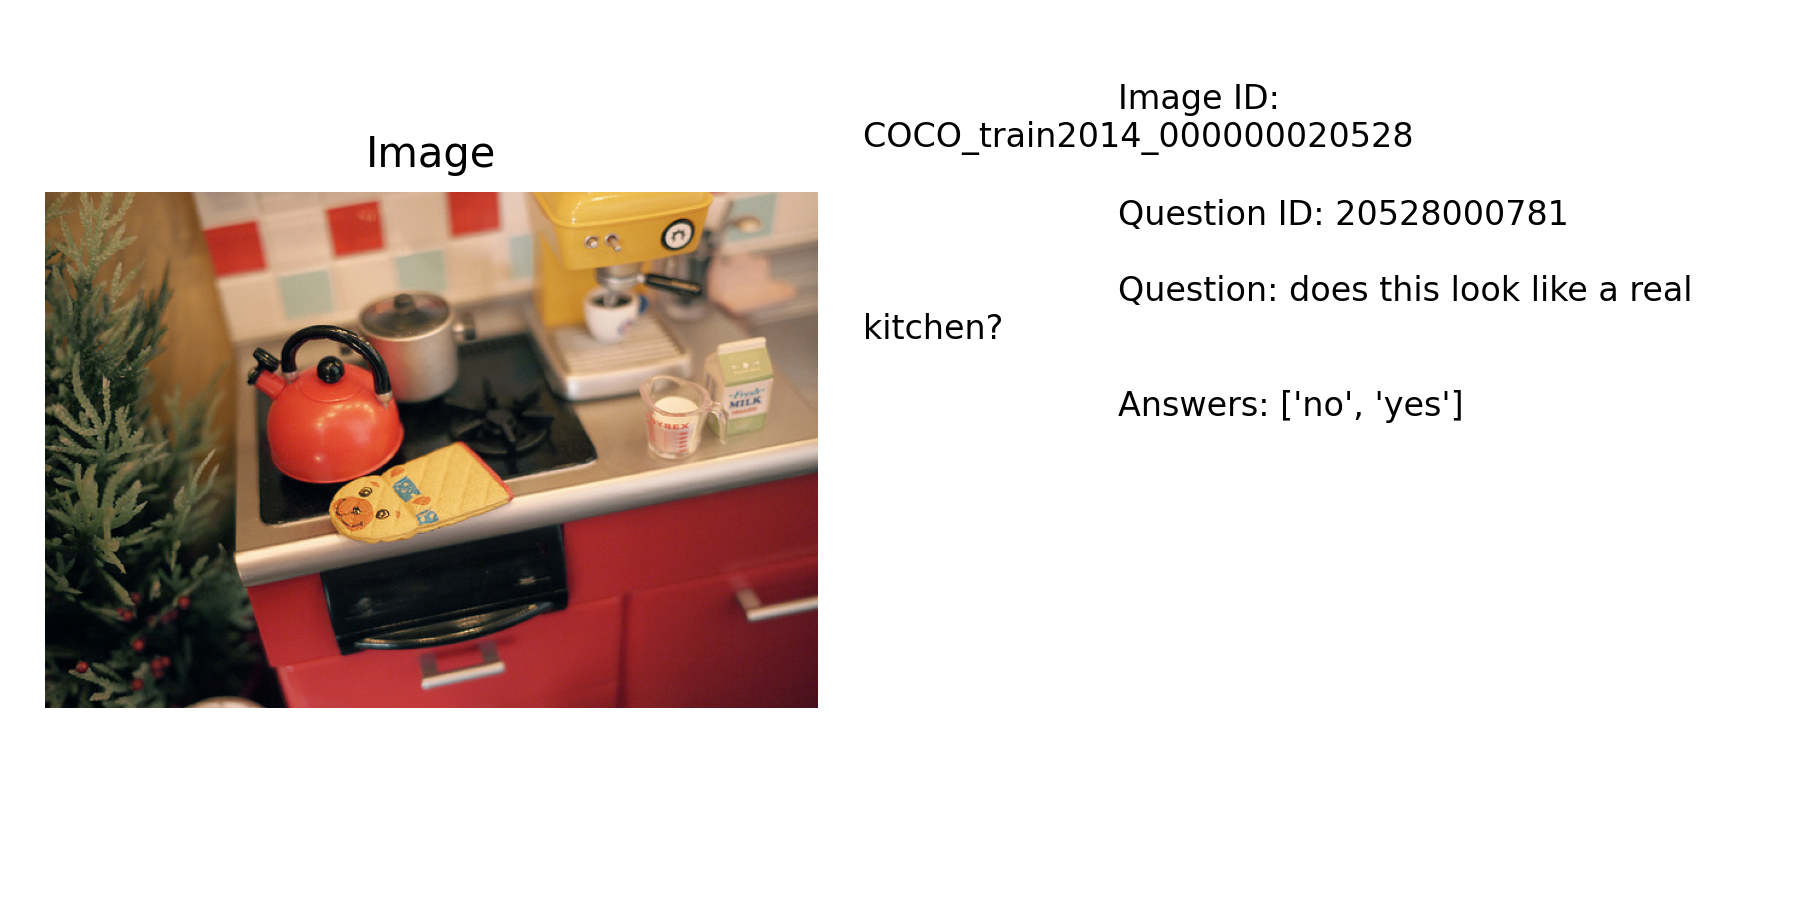 Image
Image ID:
COCO_train2014_000000020528
Question ID: 20528000781
Question: does this look like a real
kitchen?
Answers: ['no', 'yes']
Fresh
MILK
PYREX